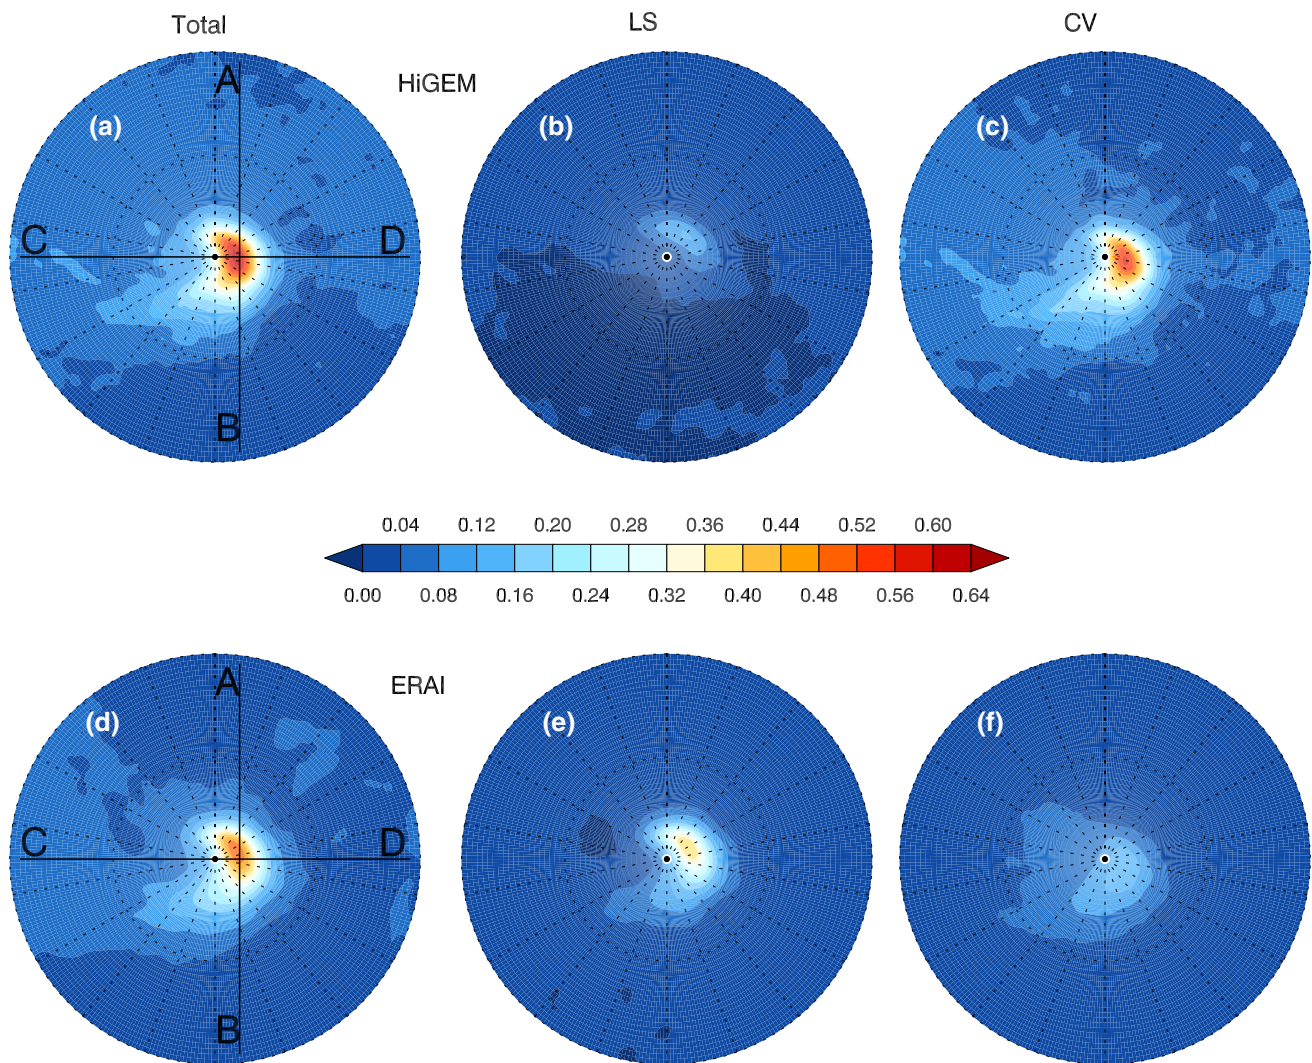 Total LS CV
A HiGEM
(a) (b) (c)
C D
B
0.04 0.12 0.20 0.28 0.36 0.44 0.52 0.60
0.00 0.08 0.16 0.24 0.32 0.40 0.48 0.56 0.64
A ERAI
(d) (e) (f)
C D
B